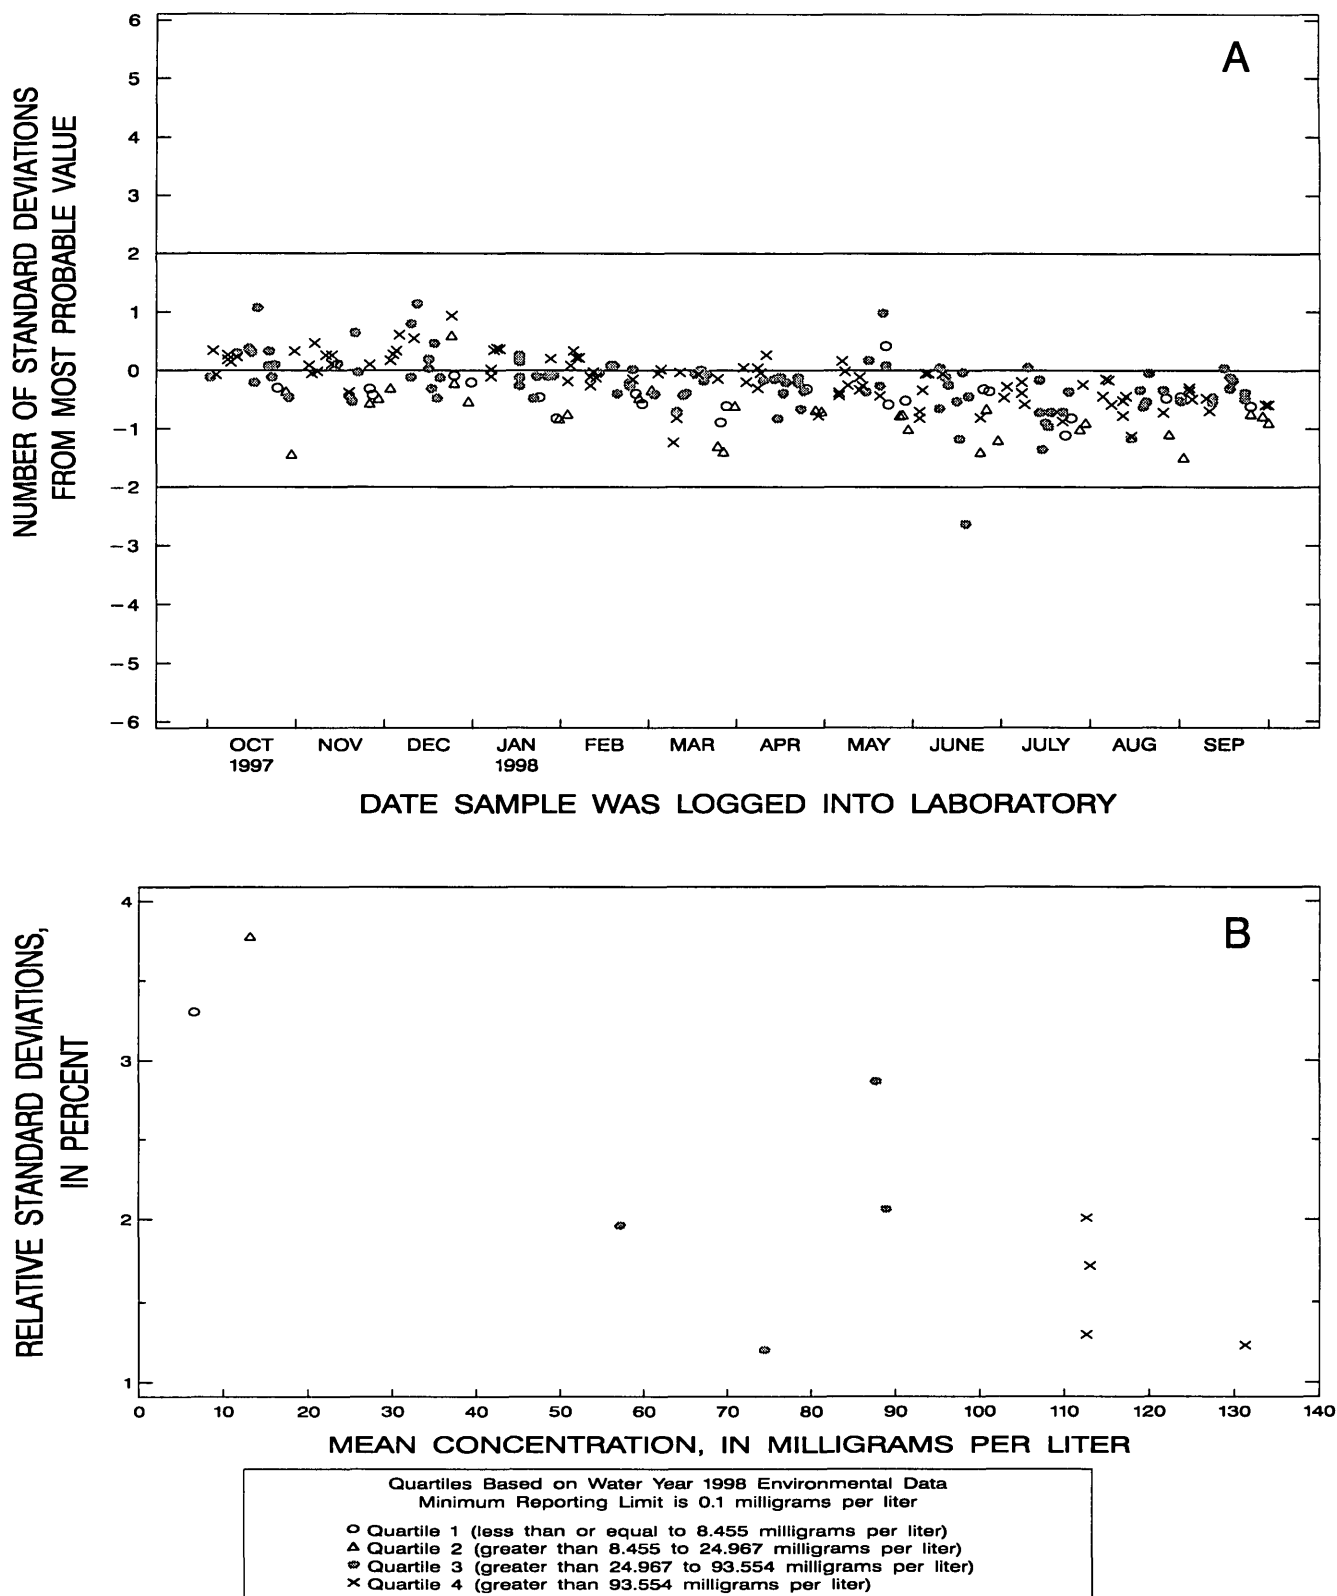 NUMBER OF STANDARD DEVIATIONS
FROM MOST PROBABLE VALUE
A
6
5
4
3
2
1
0
−1
−2
−3
−4
−5
−6
OCT NOV DEC JAN FEB MAR APR MAY JUNE JULY AUG SEP
1997 1998
DATE SAMPLE WAS LOGGED INTO LABORATORY
RELATIVE STANDARD DEVIATIONS,
IN PERCENT
B
4
3
2
1
0 10 20 30 40 50 60 70 80 90 100 110 120 130 140
MEAN CONCENTRATION, IN MILLIGRAMS PER LITER
Quartiles Based on Water Year 1998 Environmental Data
Minimum Reporting Limit is 0.1 milligrams per liter
Quartile 1 (less than or equal to 8.455 milligrams per liter)
Quartile 2 (greater than 8.455 to 24.967 milligrams per liter)
Quartile 3 (greater than 24.967 to 93.554 milligrams per liter)
Quartile 4 (greater than 93.554 milligrams per liter)